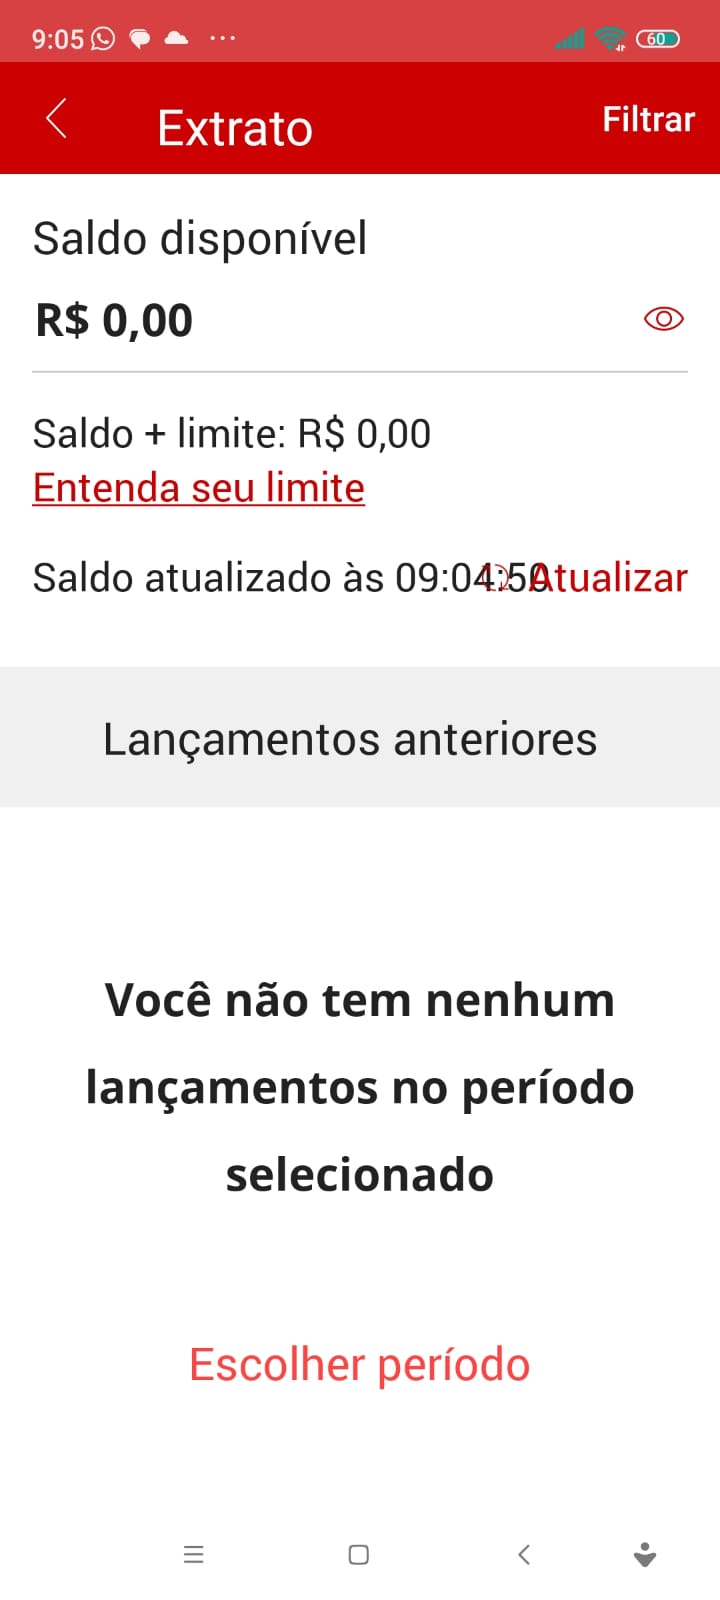 9:05 ... 60
Extrato Filtrar
Saldo disponível
R$ 0,00
Saldo + limite: R$ 0,00
Entenda seu limite
Saldo atualizado às 09:04:50 Atualizar
Lançamentos anteriores
Você não tem nenhum
lançamentos no período
selecionado
Escolher período